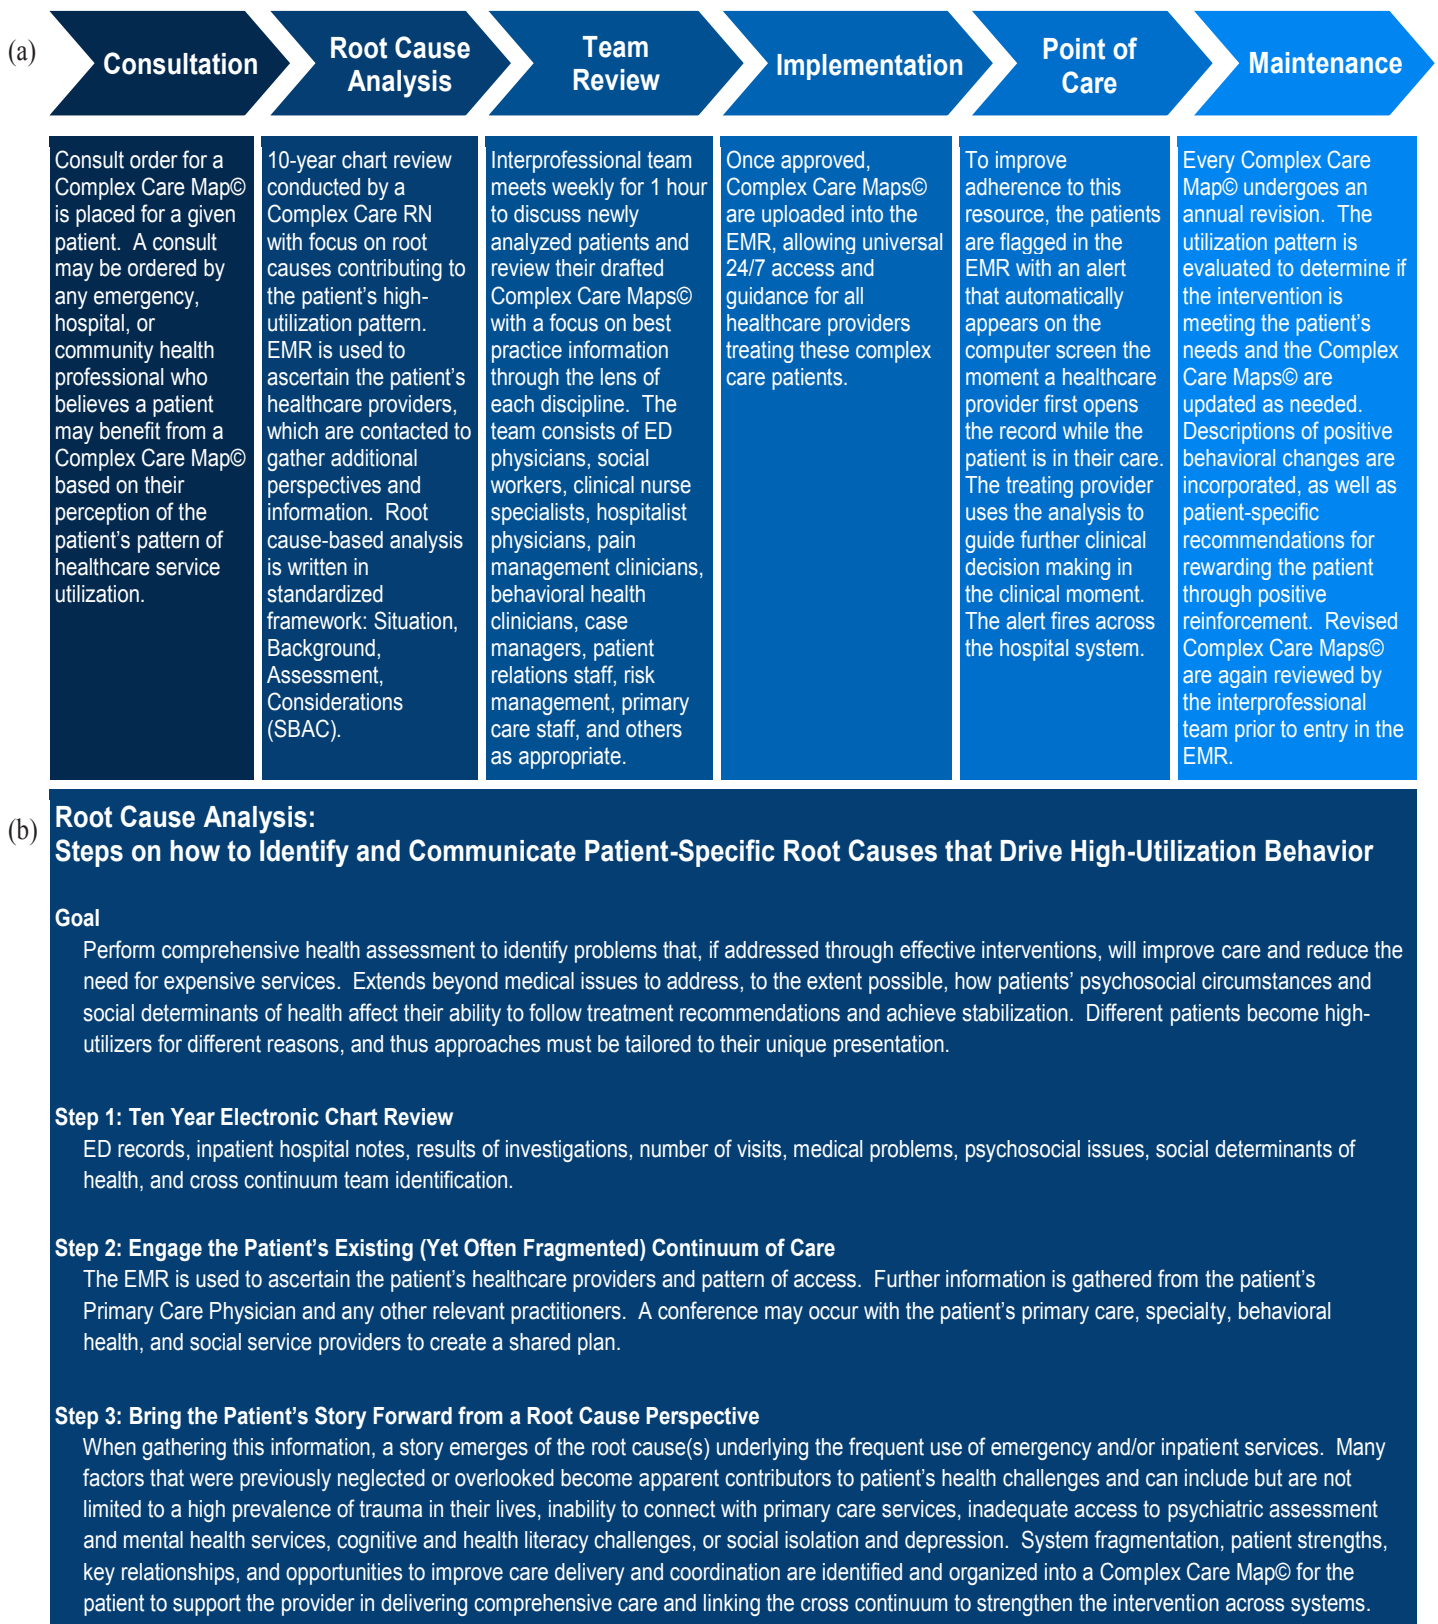 (a)
Consultation
Root Cause
Analysis
Team
Review
Implementation
Point of
Care
Maintenance
Consult order for a
Complex Care Map©
is placed for a given
patient.  A consult
may be ordered by
any emergency,
hospital, or
community health
professional who
believes a patient
may benefit from a
Complex Care Map©
based on their
perception of the
patient's pattern of
healthcare service
utilization.
10-year chart review
conducted by a
Complex Care RN
with focus on root
causes contributing to
the patient's high-
utilization pattern.
EMR is used to
ascertain the patient's
healthcare providers,
which are contacted to
gather additional
perspectives and
information.  Root
cause-based analysis
is written in
standardized
framework: Situation,
Background,
Assessment,
Considerations
(SBAC).
Interprofessional team
meets weekly for 1 hour
to discuss newly
analyzed patients and
review their drafted
Complex Care Maps©
with a focus on best
practice information
through the lens of
each discipline.  The
team consists of ED
physicians, social
workers, clinical nurse
specialists, hospitalist
physicians, pain
management clinicians,
behavioral health
clinicians, case
managers, patient
relations staff, risk
management, primary
care staff, and others
as appropriate.
Once approved,
Complex Care Maps©
are uploaded into the
EMR, allowing universal
24/7 access and
guidance for all
healthcare providers
treating these complex
care patients.
To improve
adherence to this
resource, the patients
are flagged in the
EMR with an alert
that automatically
appears on the
computer screen the
moment a healthcare
provider first opens
the record while the
patient is in their care.
The treating provider
uses the analysis to
guide further clinical
decision making in
the clinical moment.
The alert fires across
the hospital system.
Every Complex Care
Map© undergoes an
annual revision.  The
utilization pattern is
evaluated to determine if
the intervention is
meeting the patient's
needs and the Complex
Care Maps© are
updated as needed.
Descriptions of positive
behavioral changes are
incorporated, as well as
patient-specific
recommendations for
rewarding the patient
through positive
reinforcement.  Revised
Complex Care Maps©
are again reviewed by
the interprofessional
team prior to entry in the
EMR.
(b)
Root Cause Analysis:
Steps on how to Identify and Communicate Patient-Specific Root Causes that Drive High-Utilization Behavior
Goal
Perform comprehensive health assessment to identify problems that, if addressed through effective interventions, will improve care and reduce the
need for expensive services.  Extends beyond medical issues to address, to the extent possible, how patients' psychosocial circumstances and
social determinants of health affect their ability to follow treatment recommendations and achieve stabilization.  Different patients become high-
utilizers for different reasons, and thus approaches must be tailored to their unique presentation.
Step 1: Ten Year Electronic Chart Review
ED records, inpatient hospital notes, results of investigations, number of visits, medical problems, psychosocial issues, social determinants of
health, and cross continuum team identification.
Step 2: Engage the Patient's Existing (Yet Often Fragmented) Continuum of Care
The EMR is used to ascertain the patient's healthcare providers and pattern of access.  Further information is gathered from the patient's
Primary Care Physician and any other relevant practitioners.  A conference may occur with the patient's primary care, specialty, behavioral
health, and social service providers to create a shared plan.
Step 3: Bring the Patient's Story Forward from a Root Cause Perspective
When gathering this information, a story emerges of the root cause(s) underlying the frequent use of emergency and/or inpatient services.  Many
factors that were previously neglected or overlooked become apparent contributors to patient's health challenges and can include but are not
limited to a high prevalence of trauma in their lives, inability to connect with primary care services, inadequate access to psychiatric assessment
and mental health services, cognitive and health literacy challenges, or social isolation and depression.  System fragmentation, patient strengths,
key relationships, and opportunities to improve care delivery and coordination are identified and organized into a Complex Care Map© for the
patient to support the provider in delivering comprehensive care and linking the cross continuum to strengthen the intervention across systems.